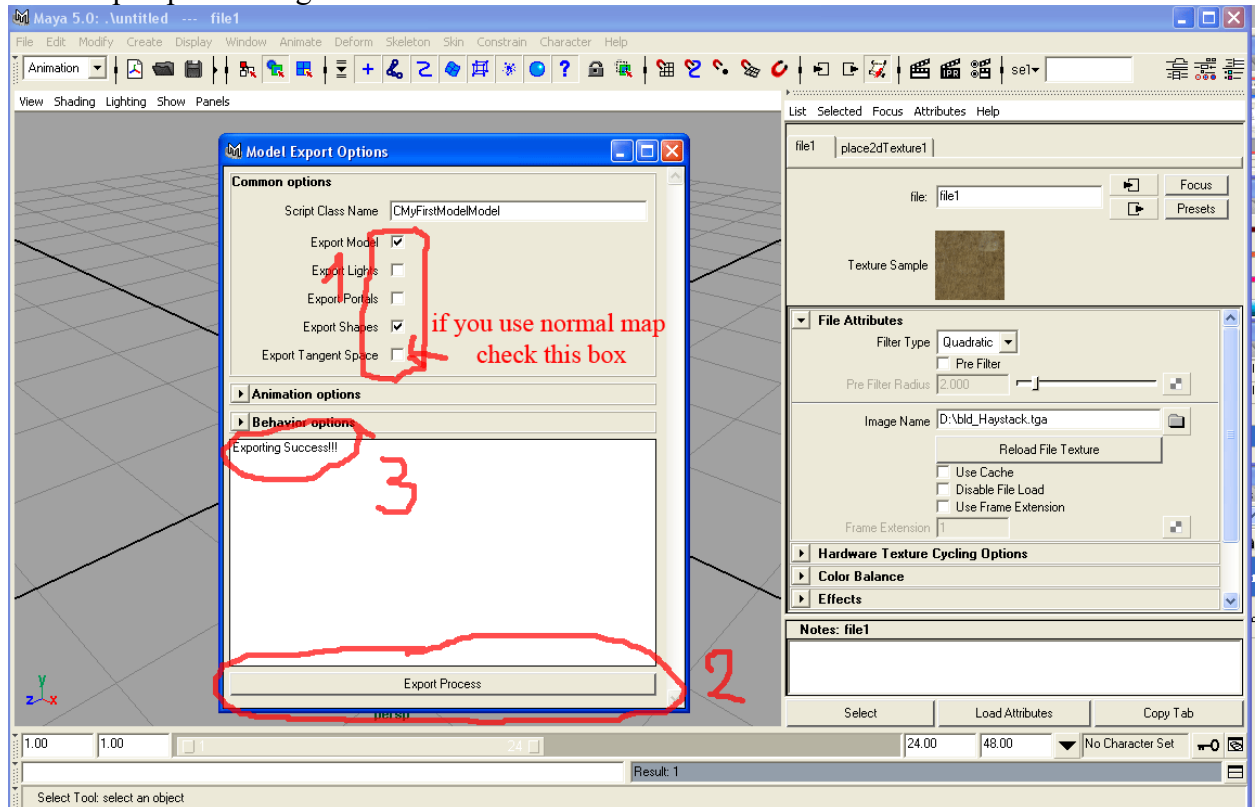 Maya 5.0: .\untitled --- file1
File Edit Modify Create Display Window Animate Deform Skeleton Skin Constrain Character Help
Animation
sel
View Shading Lighting Show Panels
List Selected Focus Attributes Help
Model Export Options
Common options
Script Class Name CMyFirstModelModel
Export Model
Export Lights
Export Portals
Export Shapes
Export Tangent Space
1
if you use normal map
check this box
Animation options
Behavior options
Exporting Success!!!
3
Export Process
2
persp
y
z x
file1 place2dTexture1
file: file1
Focus
Presets
Texture Sample
File Attributes
Filter Type Quadratic
Pre Filter
Pre Filter Radius 2.000
Image Name D:\bld_Haystack.tga
Reload File Texture
Use Cache
Disable File Load
Use Frame Extension
Frame Extension 1
Hardware Texture Cycling Options
Color Balance
Effects
Notes: file1
Select Load Attributes Copy Tab
1.00 1.00 1 24 24.00 48.00 No Character Set
Result: 1
Select Tool: select an object